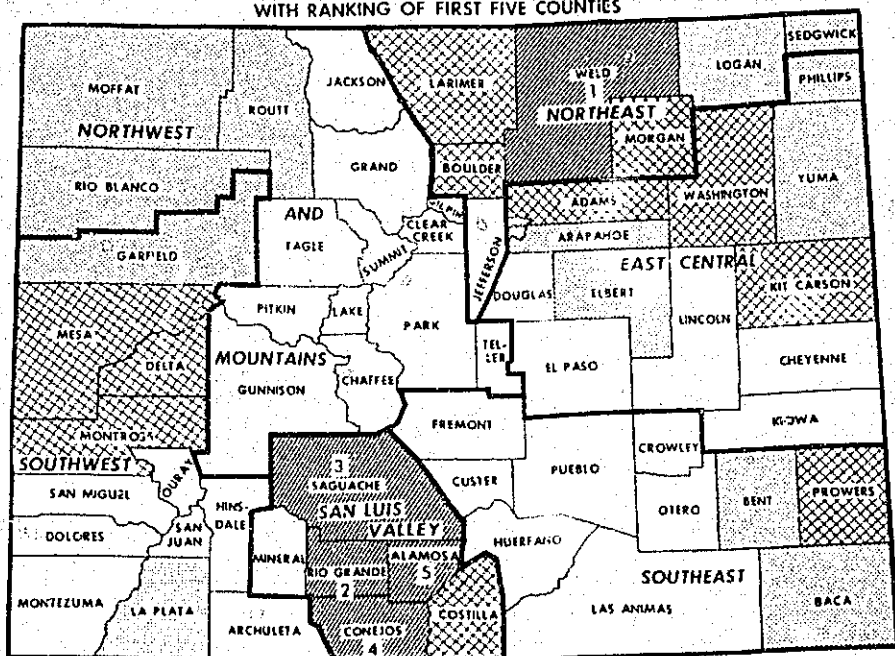 WITH RANKING OF FIRST FIVE COUNTIES
SEDGWICK
LOGAN
PHILLIPS
WELD
1
LARIMER
JACKSON
MOFFAT
ROUTT
NORTHWEST
NORTHEAST
MORGAN
GRAND
BOULDER
WASHINGTON
YUMA
RIO BLANCO
ADAMS
AND
EAGLE
GILPIN
CLEAR
CREEK
ARAPAHOE
GARFIELD
SUMMIT
JEFFERSON
EAST CENTRAL
DOUGLAS
ELBERT
KIT CARSON
PITKIN
LAKE
PARK
LINCOLN
MESA
DELTA
TEL-
LER
EL PASO
CHEYENNE
MOUNTAINS
GUNNISON
CHAFFEE
FREMONT
KIOWA
MONTROSE
CROWLEY
SOUTHWEST
OURAY
3
SAGUACHE
CUSTER
PUEBLO
SAN MIGUEL
HINS-
DALE
SAN LUIS
VALLEY
OTERO
BENT
PROWERS
DOLORES
SAN
JUAN
MINERAL
RIO GRANDE
2
ALAMOSA
5
HUERFANO
SOUTHEAST
MONTEZUMA
LA PLATA
ARCHULETA
CONEJOS
4
COSTILLA
LAS ANIMAS
BACA